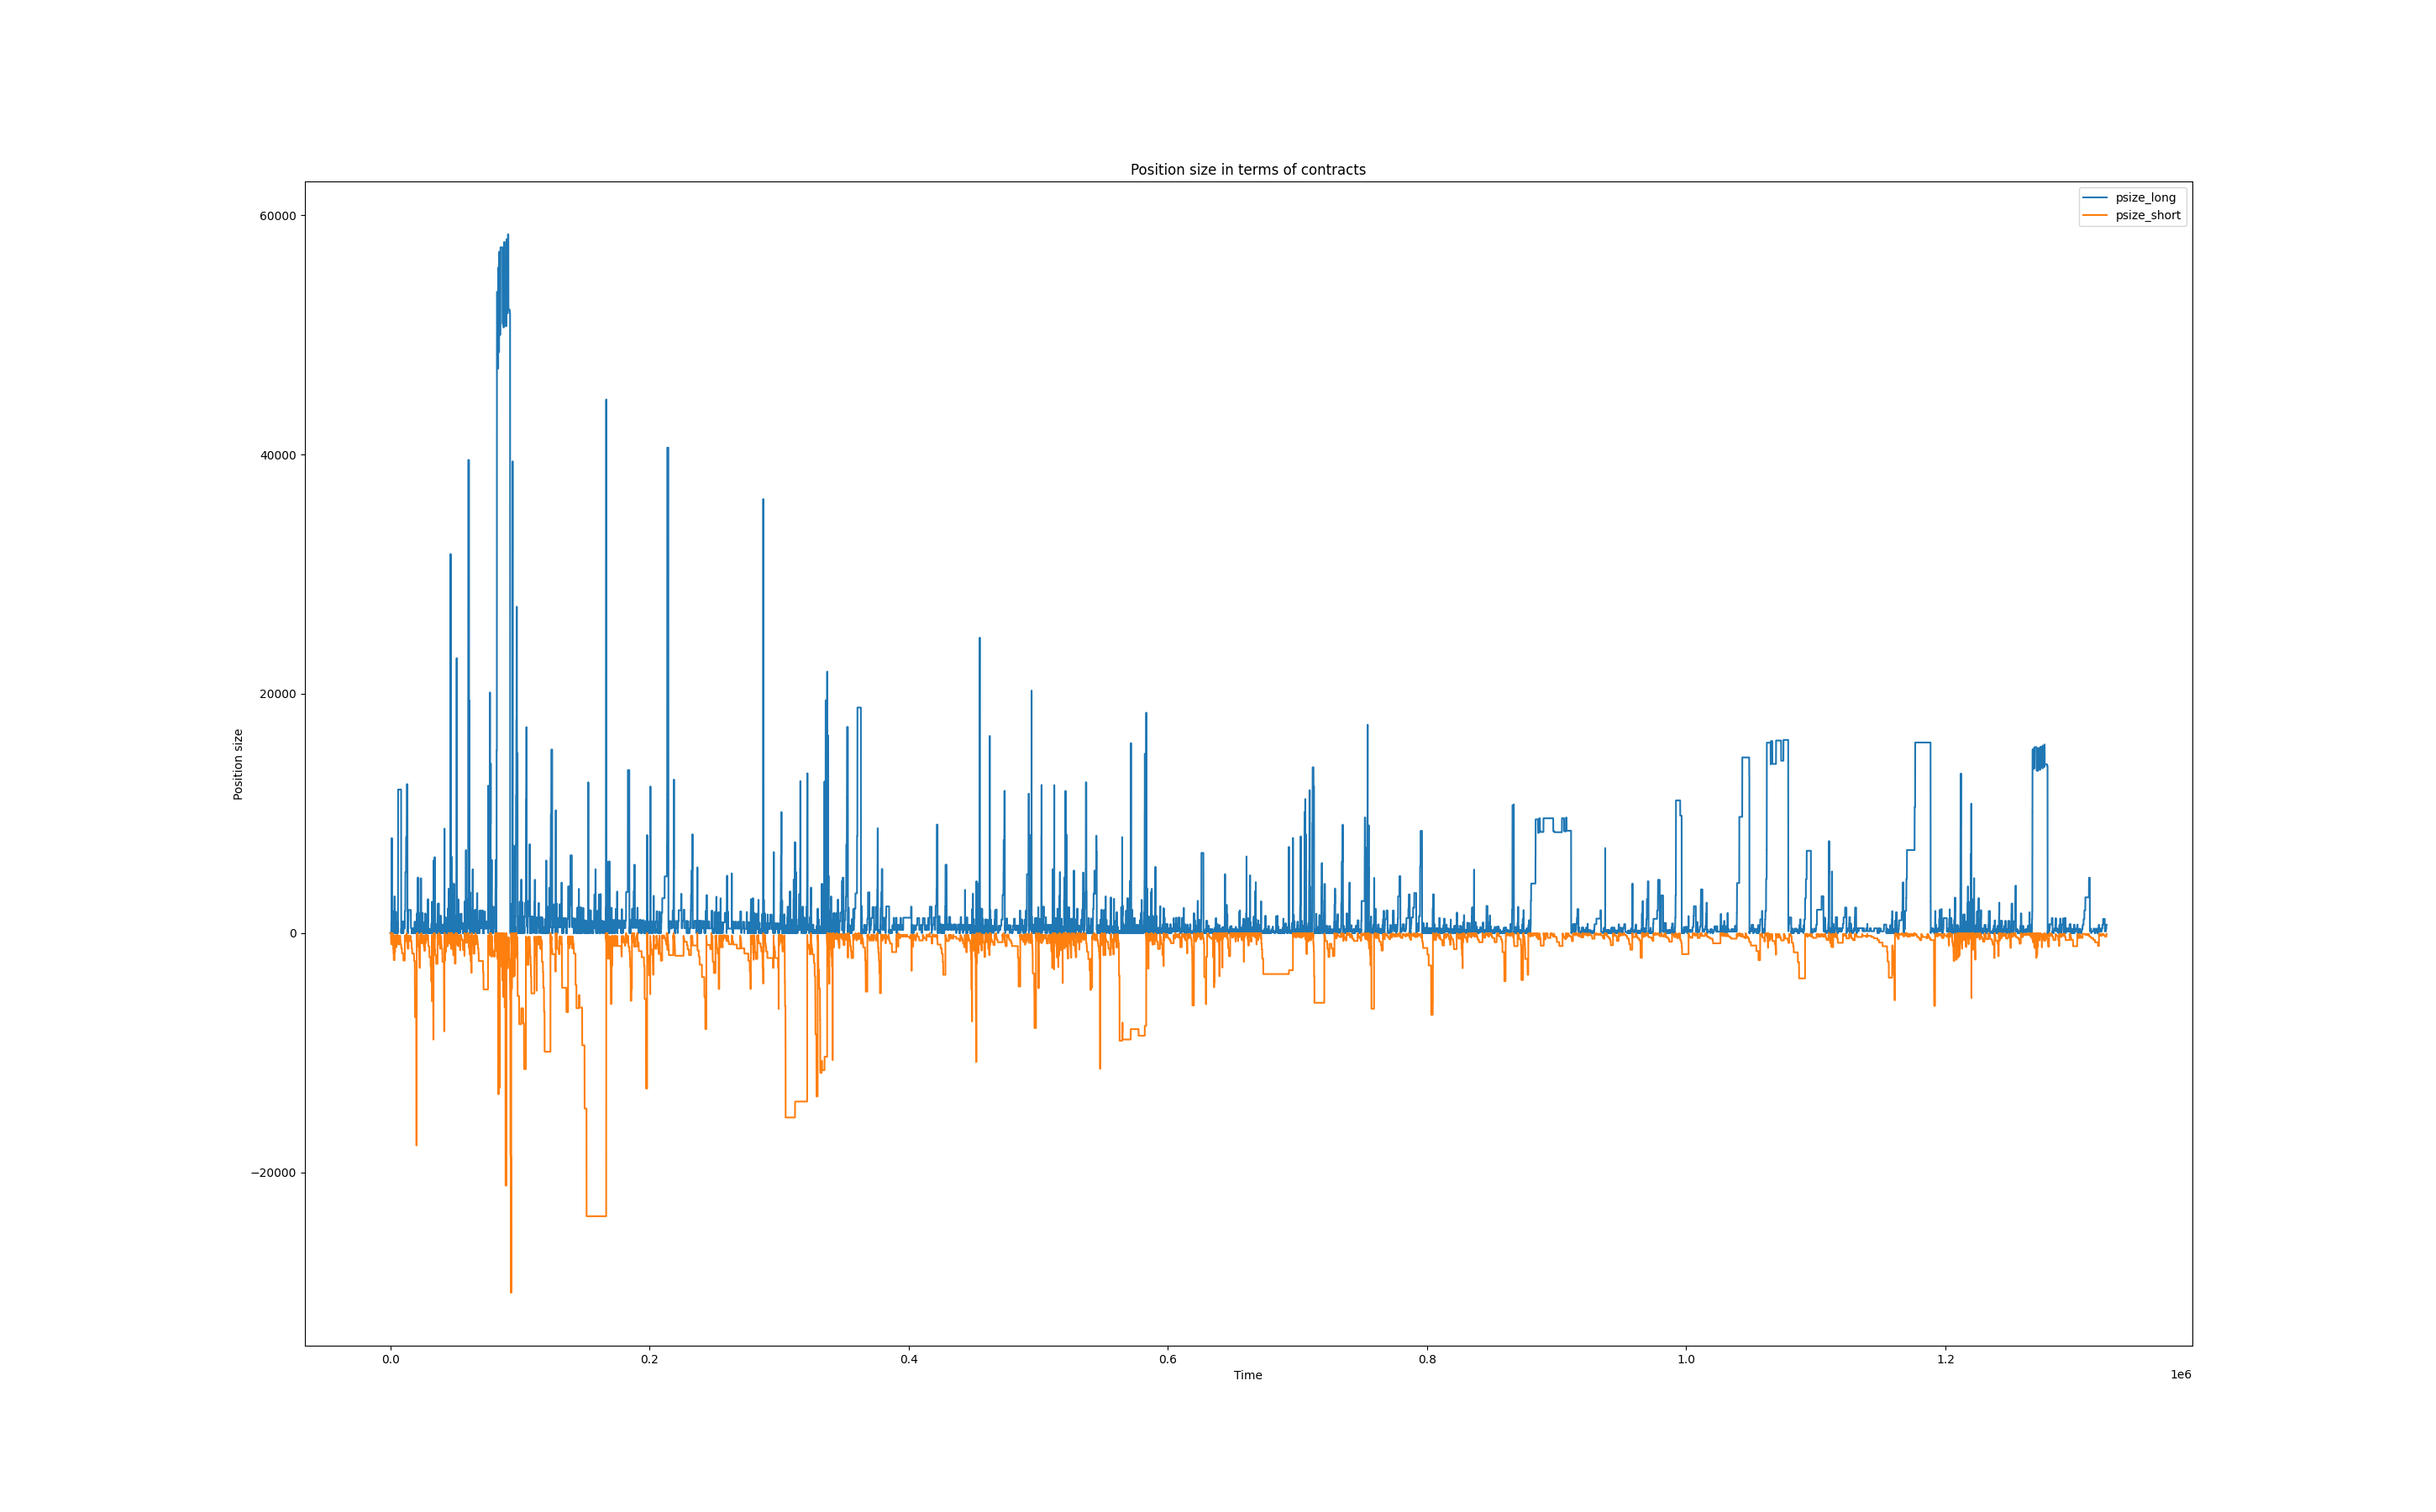 Position size in terms of contracts
psize_long
psize_short
60000
40000
20000
0
−20000
Position size
0.0
0.2
0.4
0.6
0.8
1.0
1.2
1e6
Time